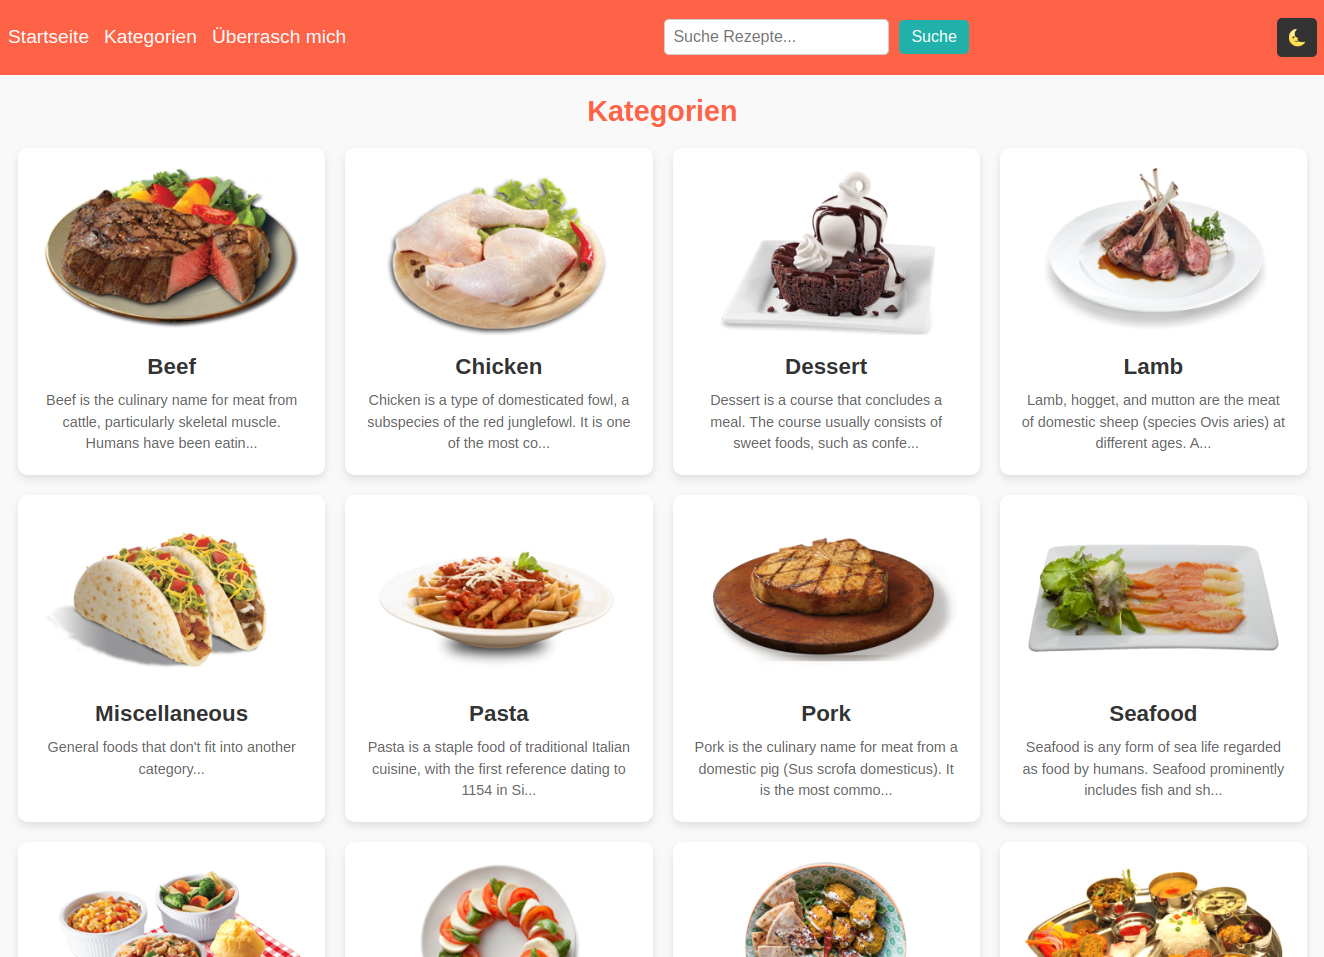 Startseite Kategorien Überrasch mich Suche Rezepte... Suche
Kategorien
Beef
Beef is the culinary name for meat from
cattle, particularly skeletal muscle.
Humans have been eatin...
Chicken
Chicken is a type of domesticated fowl, a
subspecies of the red junglefowl. It is one
of the most co...
Dessert
Dessert is a course that concludes a
meal. The course usually consists of
sweet foods, such as confe...
Lamb
Lamb, hogget, and mutton are the meat
of domestic sheep (species Ovis aries) at
different ages. A...
Miscellaneous
General foods that don't fit into another
category...
Pasta
Pasta is a staple food of traditional Italian
cuisine, with the first reference dating to
1154 in Si...
Pork
Pork is the culinary name for meat from a
domestic pig (Sus scrofa domesticus). It
is the most commo...
Seafood
Seafood is any form of sea life regarded
as food by humans. Seafood prominently
includes fish and sh...